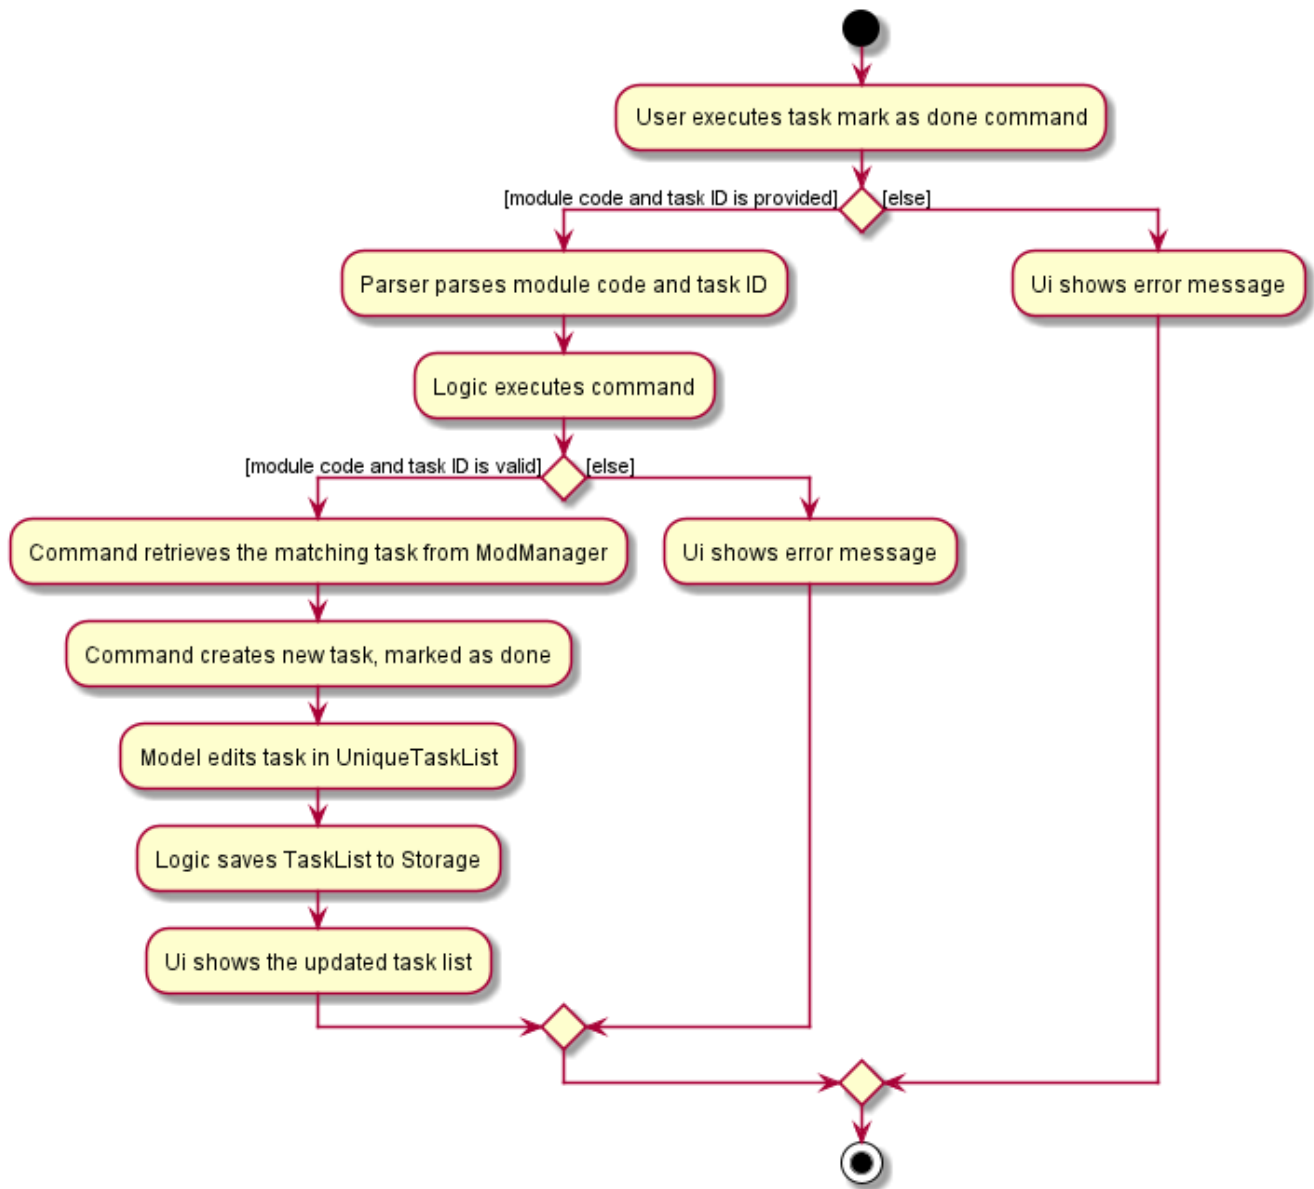 User executes task mark as done command
[module code and task ID is provided]
[else]
Parser parses module code and task ID
Ui shows error message
Logic executes command
[module code and task ID is valid]
[else]
Command retrieves the matching task from ModManager
Ui shows error message
Command creates new task, marked as done
Model edits task in UniqueTaskList
Logic saves TaskList to Storage
Ui shows the updated task list